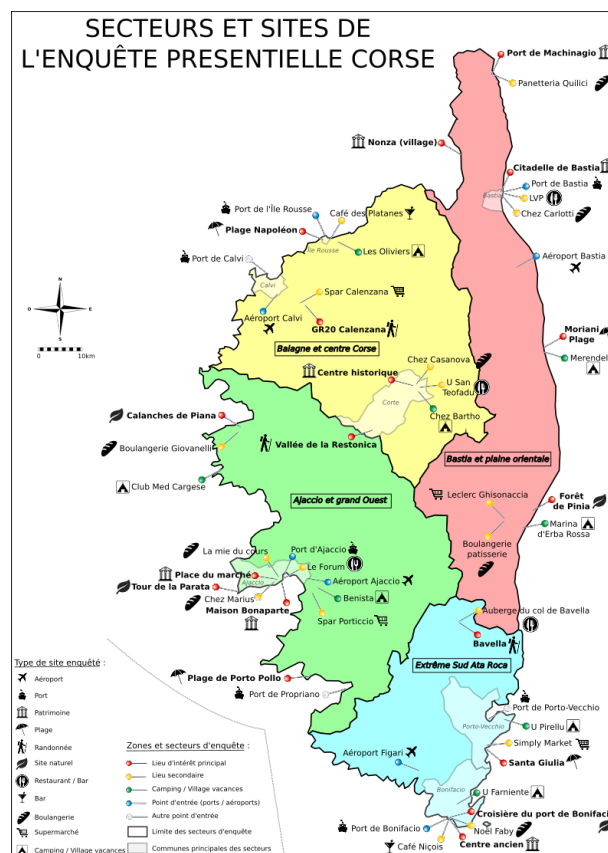 SECTEURS ET SITES DE
L'ENQUÊTE PRESENTIELLE CORSE
Port de Machinagio
Panetteria Quilici
Nonza (village)
Citadelle de Bastia
Port de Bastia
Bastia
LVP
Chez Carlotti
Port de l'Île Rousse
Café des Platanes
Plage Napoléon
Île Rousse
Les Oliviers
Port de Calvi
Aéroport Bastia
Calvi
Spar Calenzana
Aéroport Calvi
GR20 Calenzana
N
O
E
S
0
10km
Balagne et centre Corse
Moriani
Plage
Merendel
Chez Casanova
Centre historique
U San
Teofadu
Corte
Chez Bartho
Calanches de Piana
Vallée de la Restonica
Boulangerie Giovanelli
Bastia et plaine orientale
Club Med Cargese
Ajaccio et grand Ouest
Leclerc Ghisonaccia
Forêt
de Pinia
Marina
d'Erba Rossa
Boulangerie
patisserie
La mie du cours
Port d'Ajaccio
Le Forum
Place du marché
Ajaccio
Aéroport Ajaccio
Tour de la Parata
Chez Marius
Benista
Maison Bonaparte
Spar Porticcio
Auberge du col de Bavella
Bavella
Extrême Sud Ata Roca
Plage de Porto Pollo
Port de Propriano
Port de Porto-Vecchio
Porto-Vecchio
U Pirellu
Simply Market
Aéroport Figari
Santa Giulia
Bonifacio
U Farniente
Croisière du port de Bonifaci
Port de Bonifacio
Noël Faby
Café Niçois
Centre ancien
Type de site enquêté :
Aéroport
Port
Patrimoine
Plage
Randonnée
Site naturel
Restaurant / Bar
Bar
Boulangerie
Supermarché
Camping / Village vacances
Zones et secteurs d'enquête :
Lieu d'intérêt principal
Lieu secondaire
Camping / Village vacances
Point d'entrée (ports / aéroports)
Autre point d'entrée
Limite des secteurs d'enquête
Communes principales des secteurs